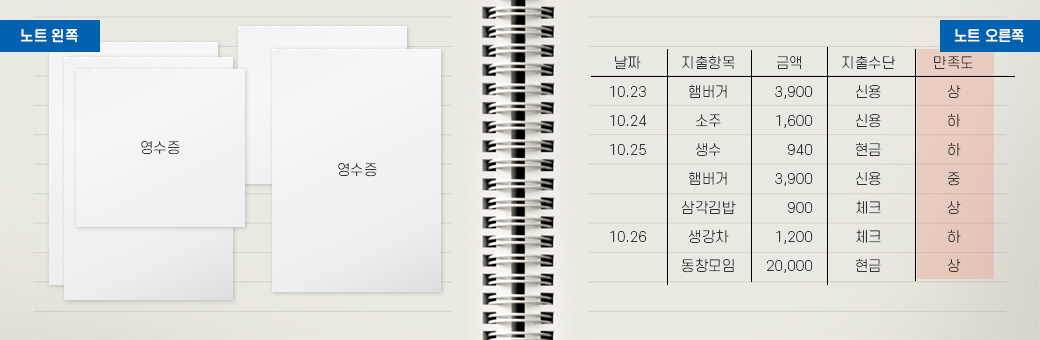 노트 왼쪽
영수증
영수증
노트 오른쪽
날짜 지출항목 금액 지출수단 만족도
10.23 햄버거 3,900 신용 상
10.24 소주 1,600 신용 하
10.25 생수 940 현금 하
햄버거 3,900 신용 중
삼각김밥 900 체크 상
10.26 생강차 1,200 체크 하
동창모임 20,000 현금 상